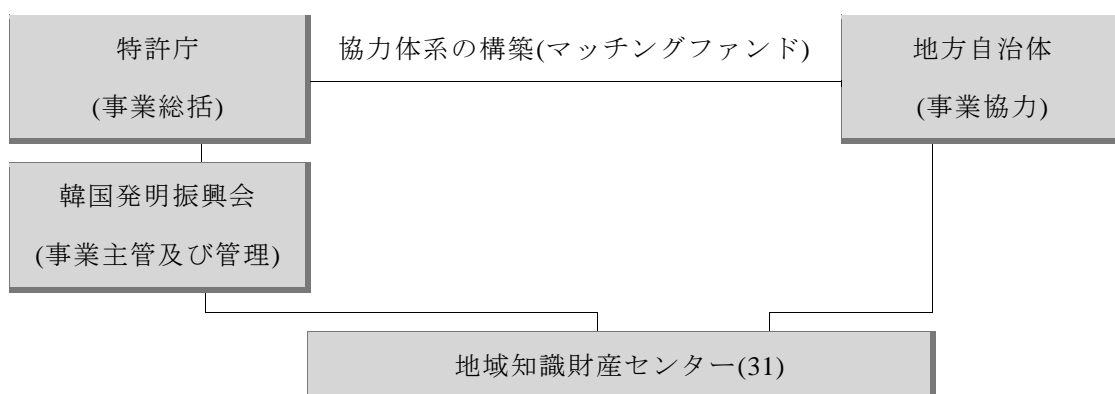 特許庁
(事業総括)
協力体系の構築(マッチングファンド)
地方自治体
(事業協力)
韓国発明振興会
(事業主管及び管理)
地域知識財産センター(31)